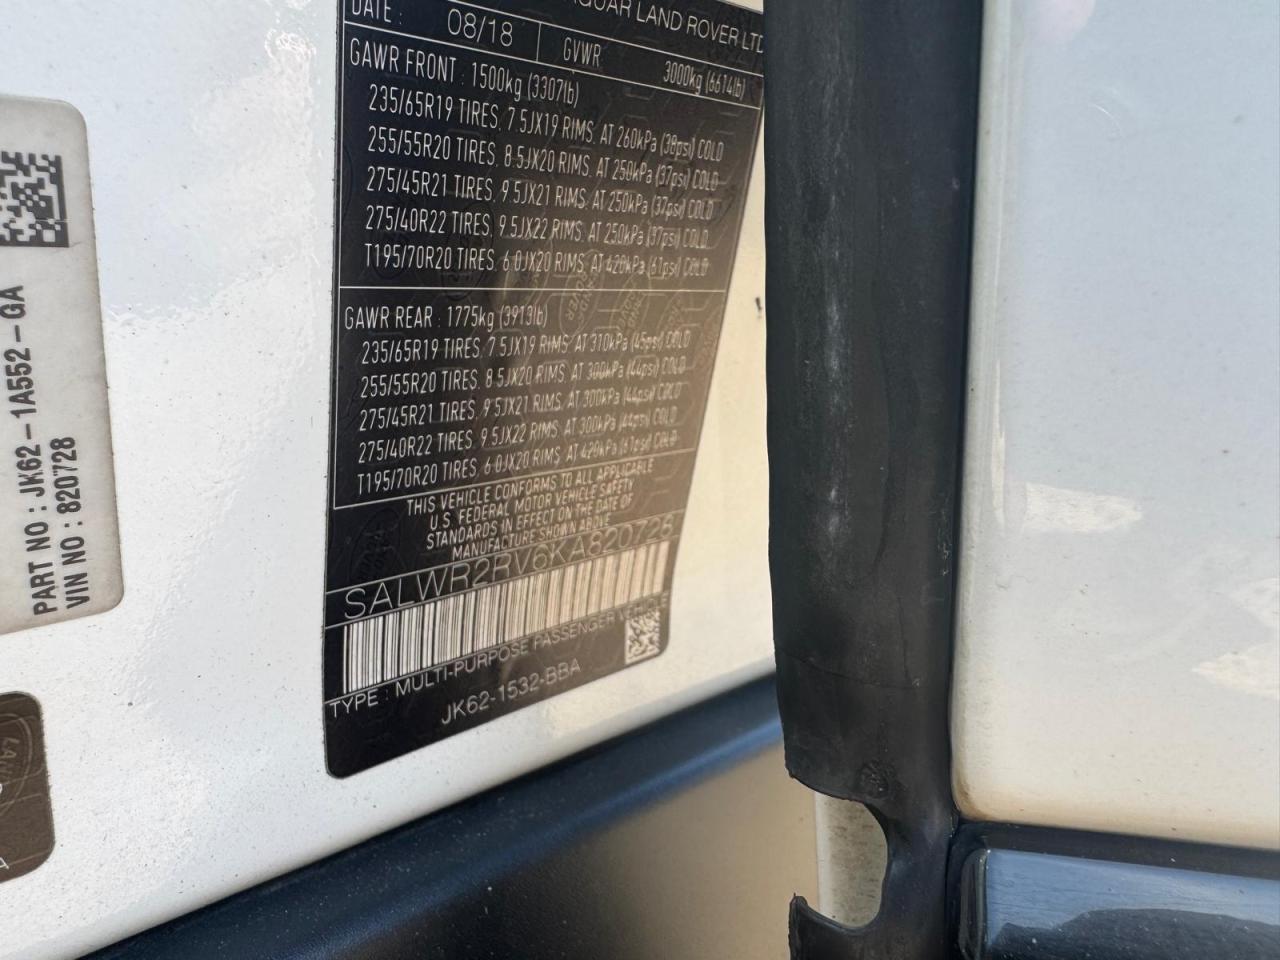 AGUAR LAND ROVER LTD
DATE : 08/18 GVWR 3000kg (6614lb)
GAWR FRONT : 1500kg (3307lb)
235/65R19 TIRES, 7.5JX19 RIMS, AT 260kPa (38psi) COLD
255/55R20 TIRES, 8.5JX20 RIMS, AT 250kPa (37psi) COLD
275/45R21 TIRES, 9.5JX21 RIMS, AT 250kPa (37psi) COLD
275/40R22 TIRES, 9.5JX22 RIMS, AT 250kPa (37psi) COLD
T195/70R20 TIRES, 6.0JX20 RIMS, AT 420kPa (61psi) COLD
GAWR REAR : 1775kg (3913lb)
235/65R19 TIRES, 7.5JX19 RIMS, AT 310kPa (45psi) COLD
255/55R20 TIRES, 8.5JX20 RIMS, AT 300kPa (44psi) COLD
275/45R21 TIRES, 9.5JX21 RIMS, AT 300kPa (44psi) COLD
275/40R22 TIRES, 9.5JX22 RIMS, AT 300kPa (44psi) COLD
T195/70R20 TIRES, 6.0JX20 RIMS, AT 420kPa (61psi) COLD
THIS VEHICLE CONFORMS TO ALL APPLICABLE
U.S. FEDERAL MOTOR VEHICLE SAFETY
STANDARDS IN EFFECT ON THE DATE OF
MANUFACTURE SHOWN ABOVE
SALWR2RV6KA820728
TYPE : MULTI-PURPOSE PASSENGER VEHICLE
JK62-1532-BBA
PART NO : JK62-1A552-GA
VIN NO : 820728